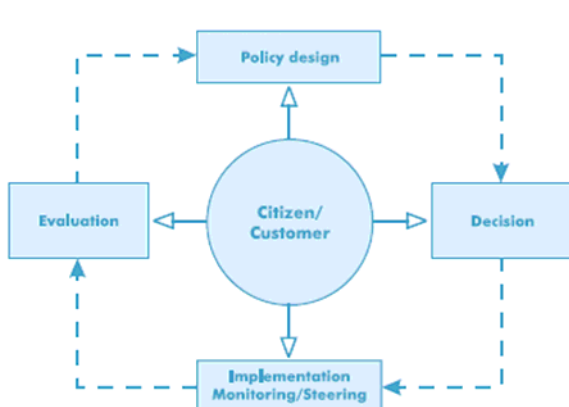 Policy design
Evaluation
Citizen/
Customer
Decision
Implementation
Monitoring/Steering